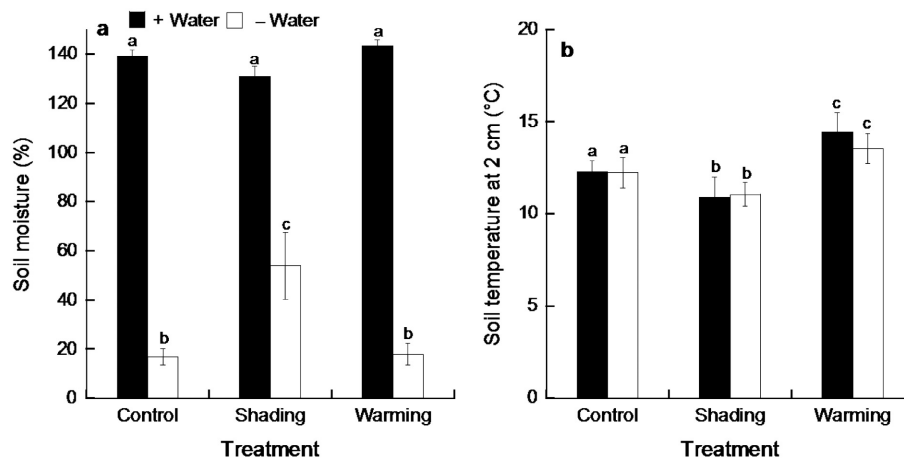 a
+ Water
– Water
Soil moisture (%)
140
120
100
80
60
40
20
0
a
b
a
c
a
b
Control
Shading
Warming
Treatment
b
Soil temperature at 2 cm (°C)
20
15
10
5
0
a
a
b
b
c
c
Control
Shading
Warming
Treatment